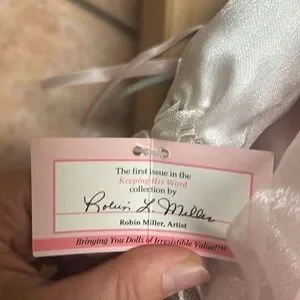 The first issue in the
Keeping His Word
collection by
Robin L. Miller
Robin Miller, Artist
Bringing You Dolls of Irresistible Value!™